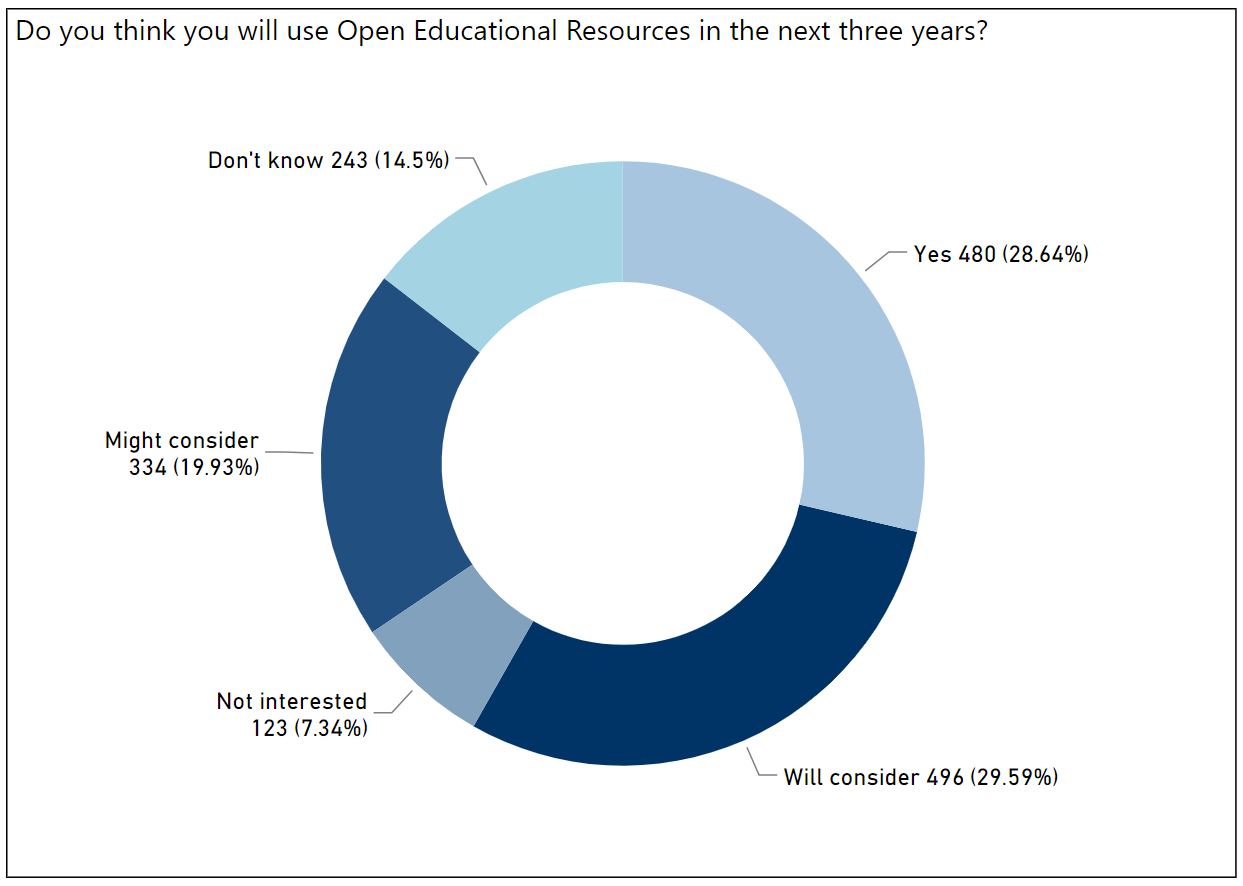 Do you think you will use Open Educational Resources in the next three years?
Don't know 243 (14.5%)
Yes 480 (28.64%)
Might consider
334 (19.93%)
Not interested
123 (7.34%)
Will consider 496 (29.59%)